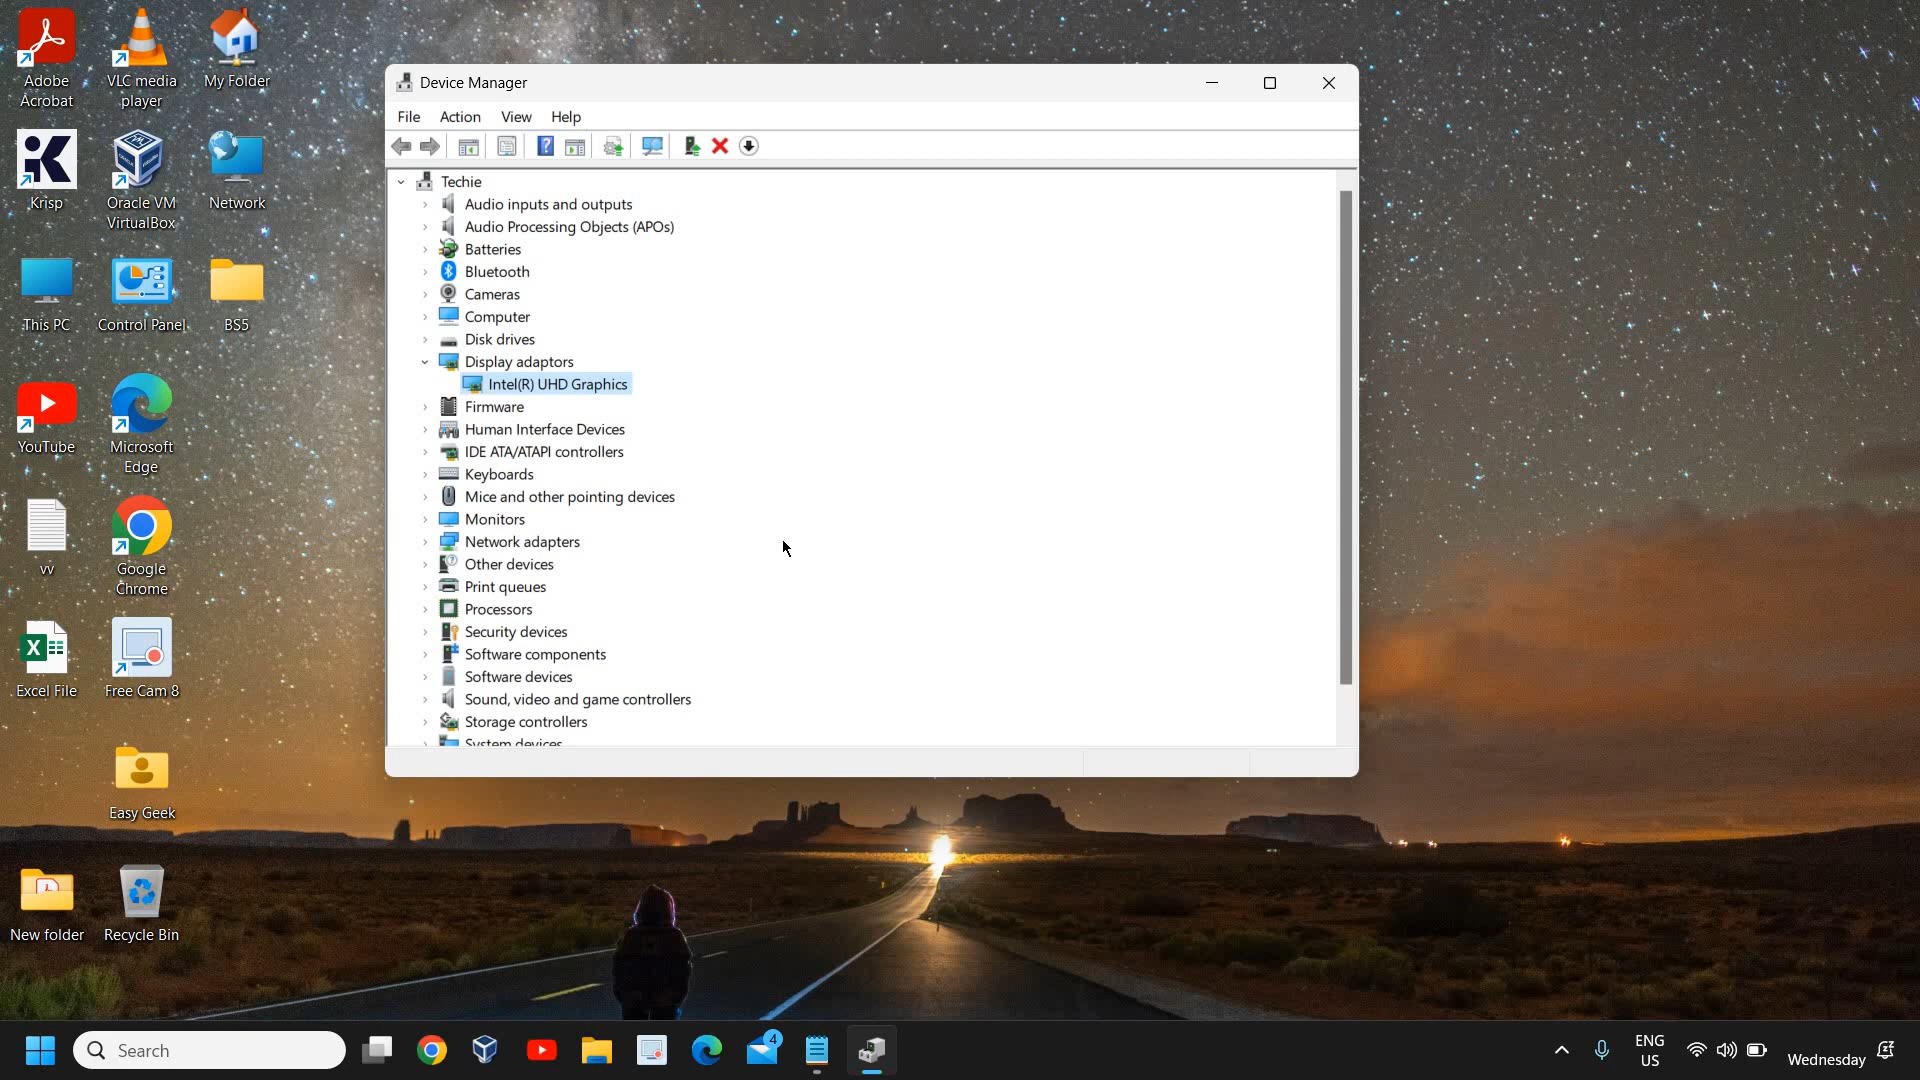 Adobe
Acrobat
VLC media
player
My Folder
Krisp
Oracle VM
VirtualBox
Network
This PC
Control Panel
BS5
YouTube
Microsoft
Edge
vv
Google
Chrome
Excel File
Free Cam 8
Easy Geek
New folder
Recycle Bin
Device Manager
File Action View Help
Techie
Audio inputs and outputs
Audio Processing Objects (APOs)
Batteries
Bluetooth
Cameras
Computer
Disk drives
Display adaptors
Intel(R) UHD Graphics
Firmware
Human Interface Devices
IDE ATA/ATAPI controllers
Keyboards
Mice and other pointing devices
Monitors
Network adapters
Other devices
Print queues
Processors
Security devices
Software components
Software devices
Sound, video and game controllers
Storage controllers
System devices
Search
4
ENG
US
Wednesday